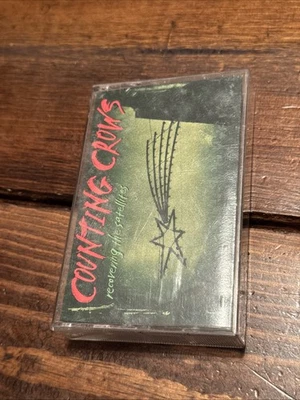 COUNTING CROWS
recovering the satellites